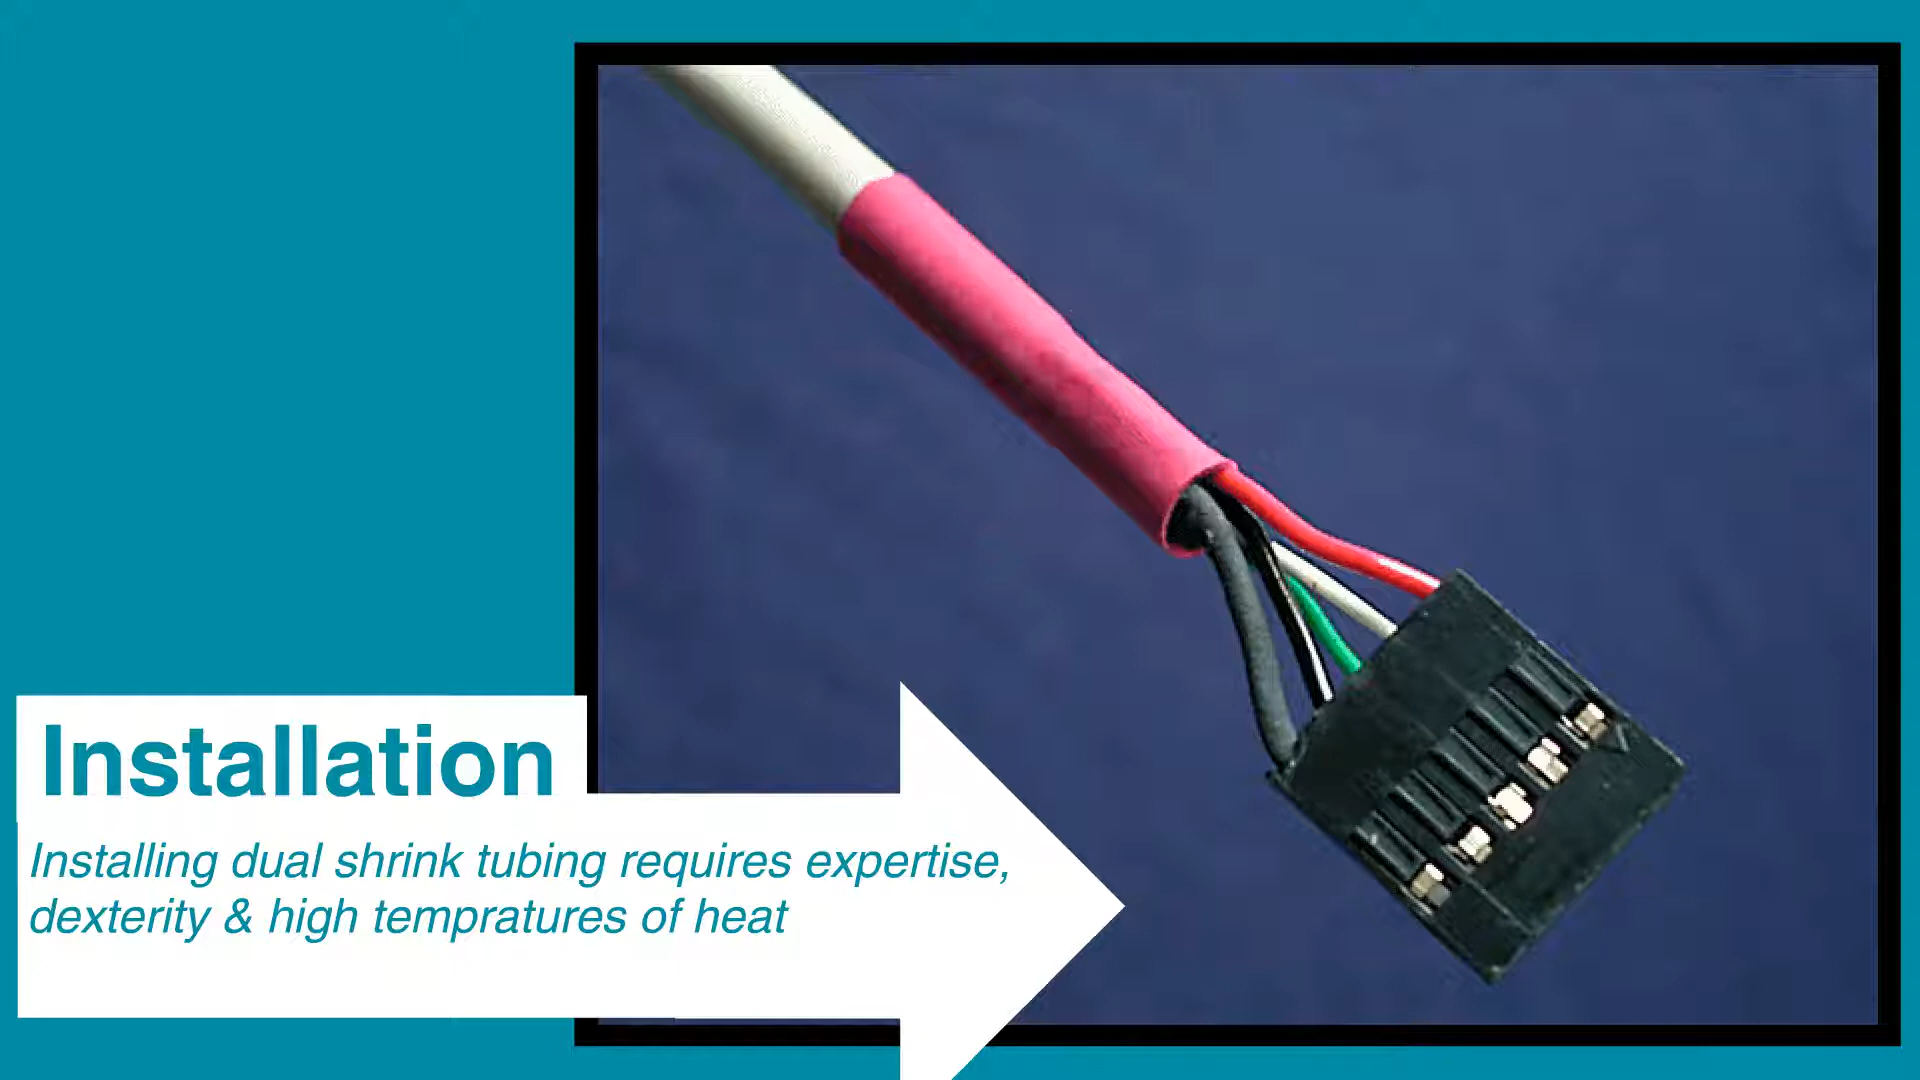 Installation
Installing dual shrink tubing requires expertise,
dexterity & high tempratures of heat